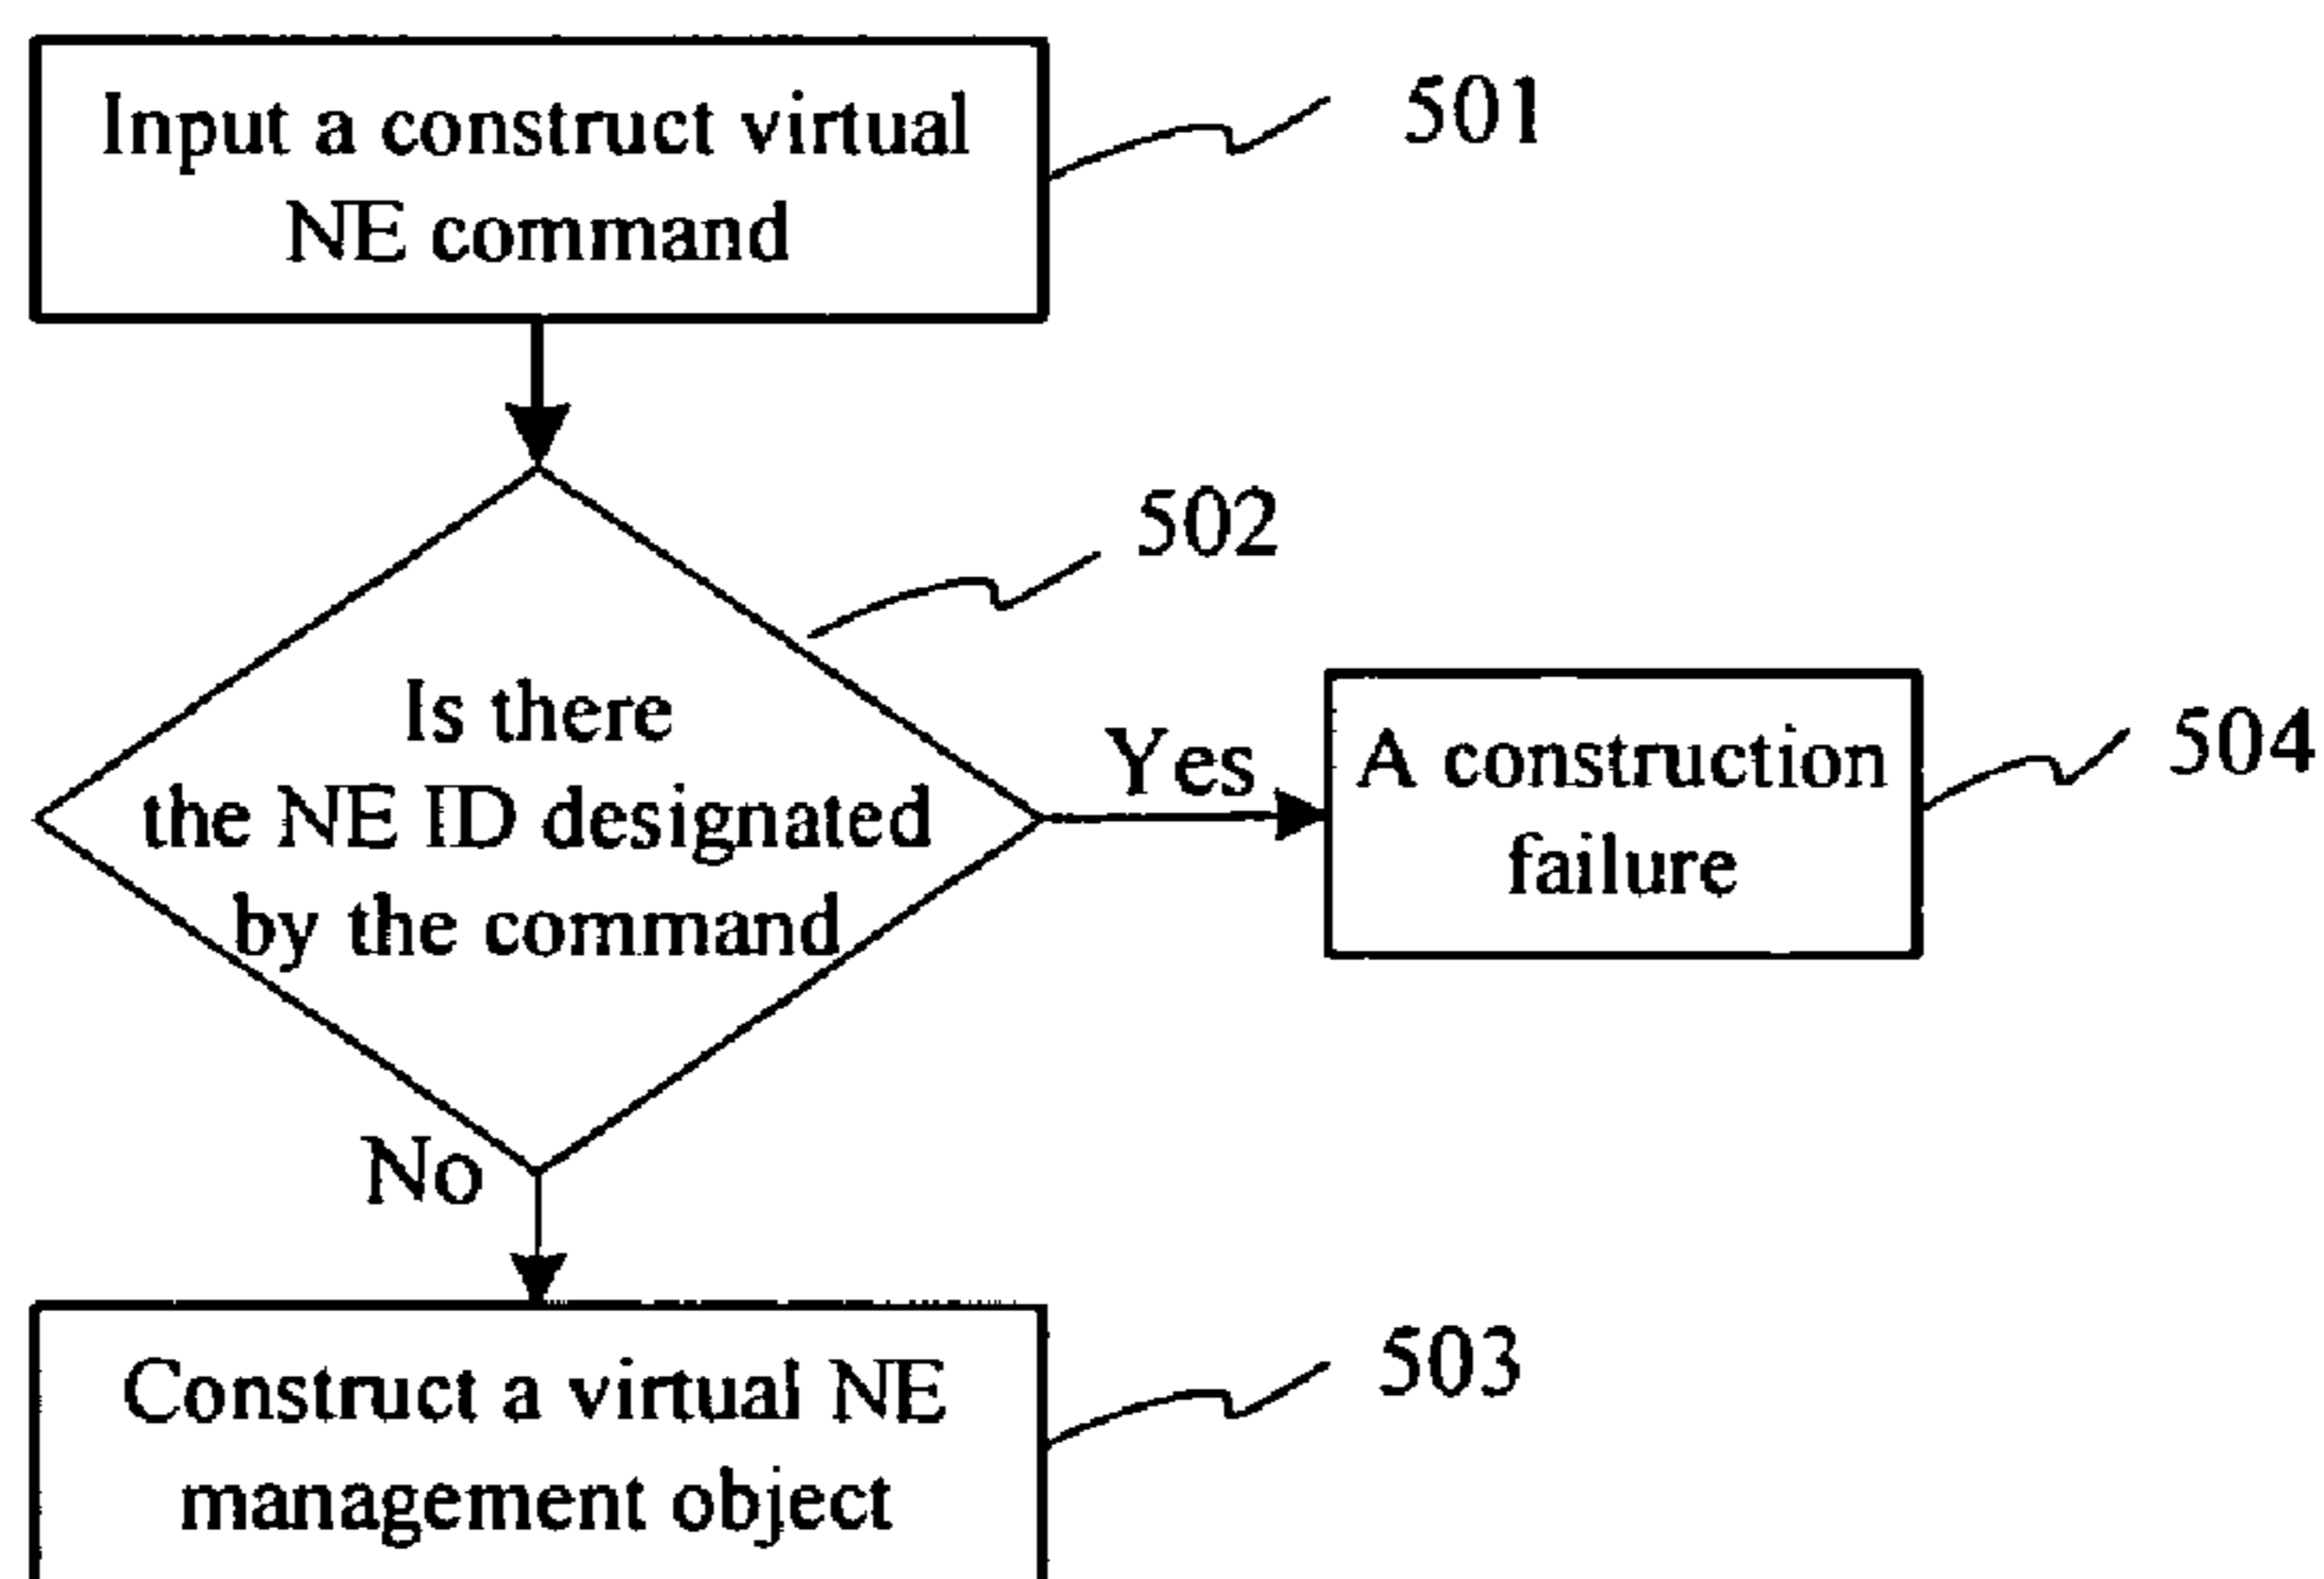 Input a construct virtual
NE command
501
502
Is there
the NE ID designated
by the command
Yes
A construction
failure
504
No
Construct a virtual NE
management object
503